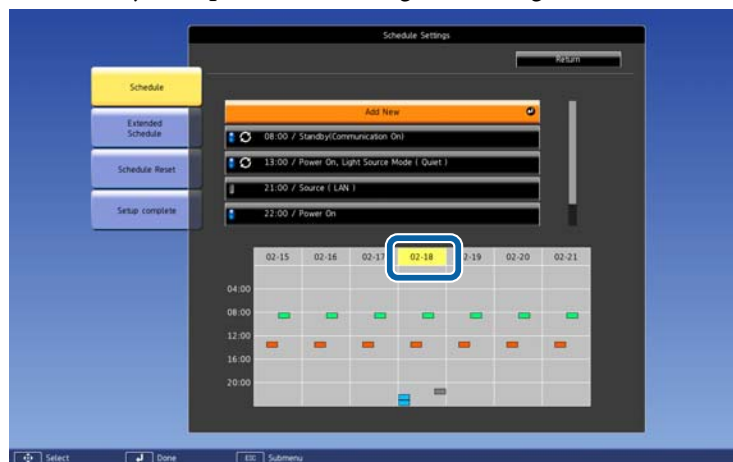 Schedule Settings
Return
Schedule
Extended
Schedule
Schedule Reset
Setup complete
Add New
08:00 / Standby(Communication On)
13:00 / Power On, Light Source Mode ( Quiet )
21:00 / Source ( LAN )
22:00 / Power On
02-15 02-16 02-17 02-18 2-19 02-20 02-21
04:00
08:00
12:00
16:00
20:00
Select Done ESC Submenu